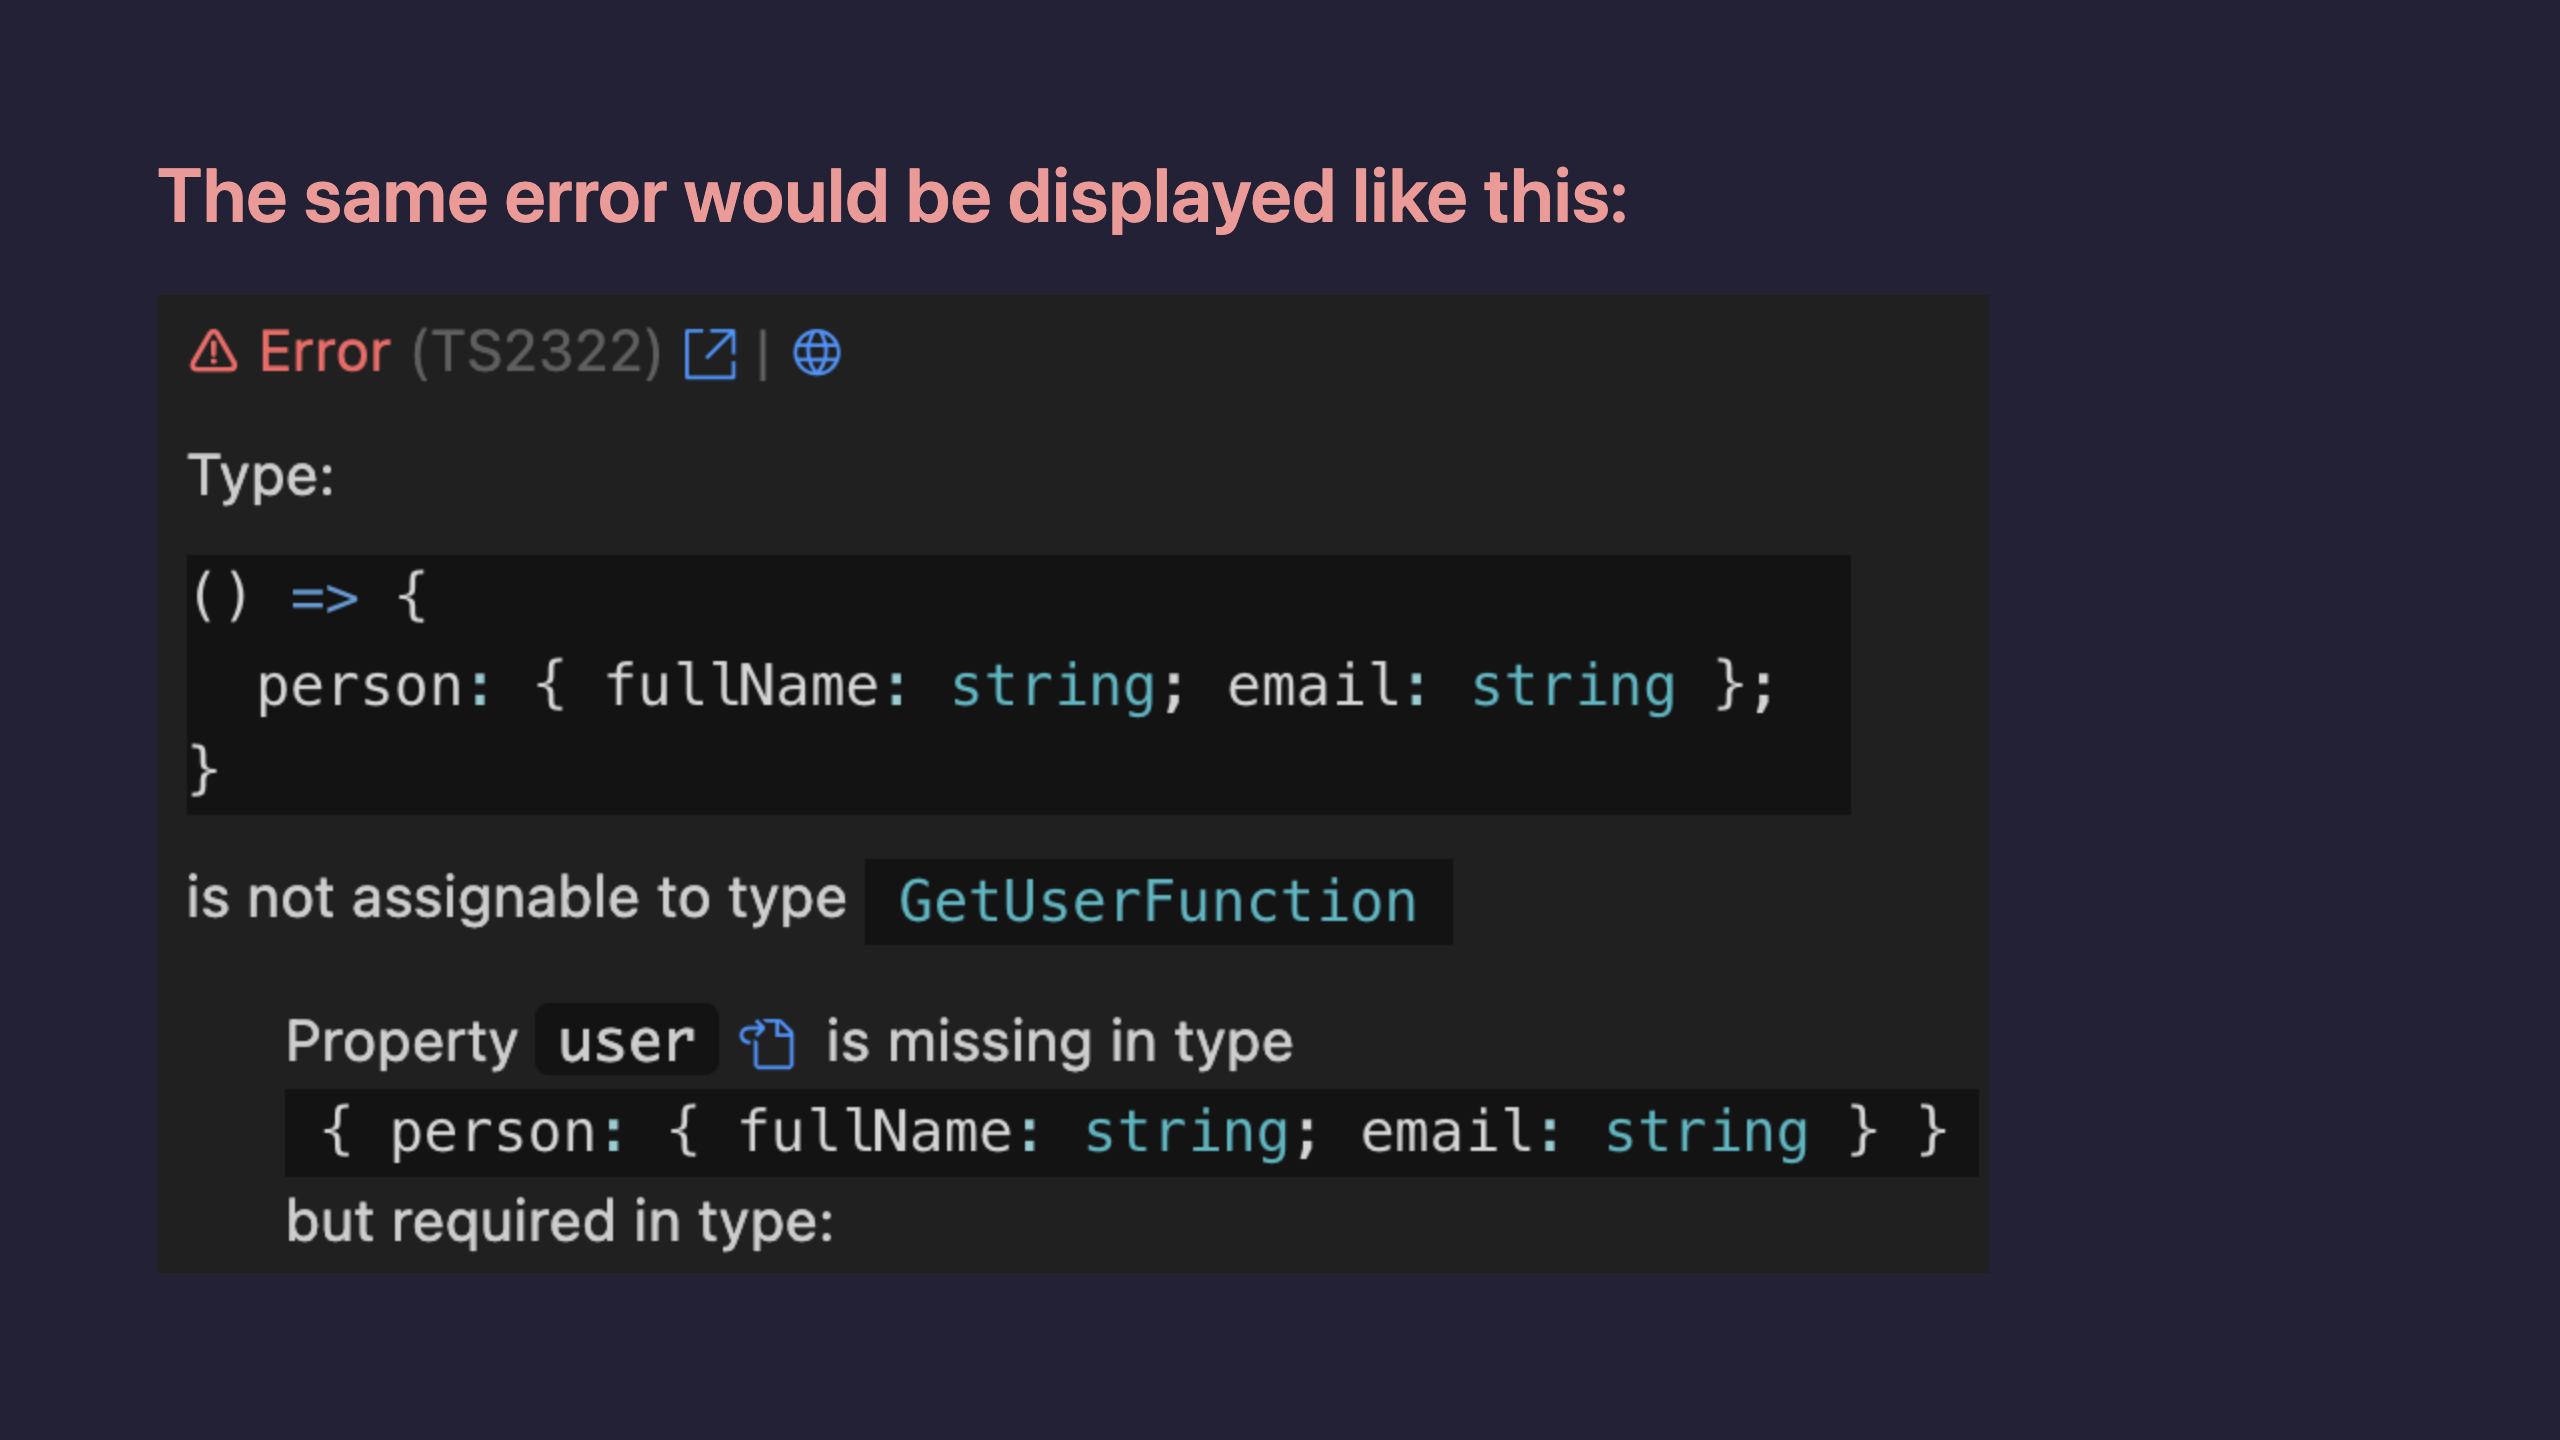 The same error would be displayed like this:
Error (TS2322) |
Type:
() => {
  person: { fullName: string; email: string };
}
is not assignable to type GetUserFunction
Property user is missing in type
{ person: { fullName: string; email: string } }
but required in type: